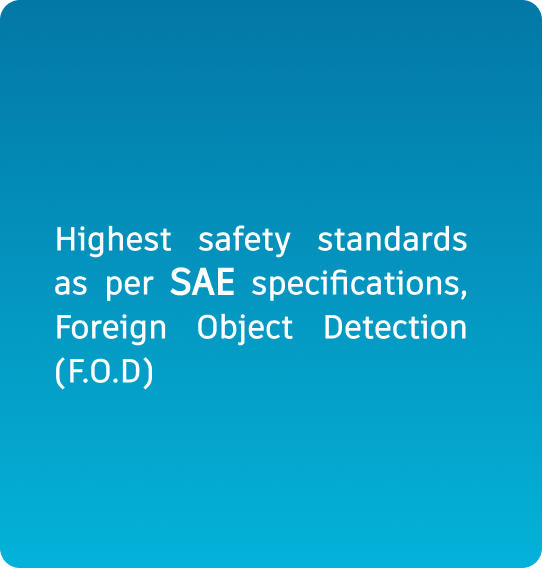 Highest safety standards
as per SAE specifications,
Foreign Object Detection
(F.O.D)